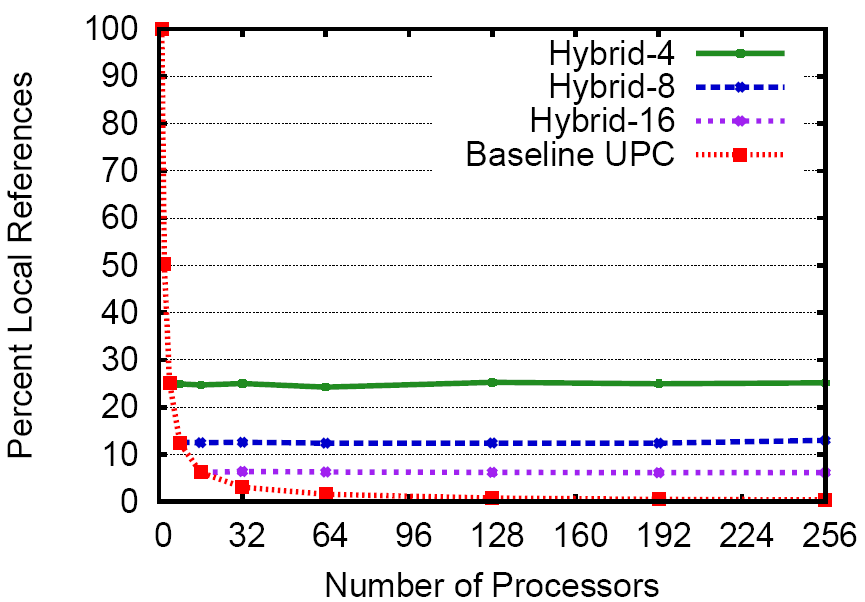 Percent Local References
100
90
80
70
60
50
40
30
20
10
0
Hybrid-4
Hybrid-8
Hybrid-16
Baseline UPC
0 32 64 96 128 160 192 224 256
Number of Processors